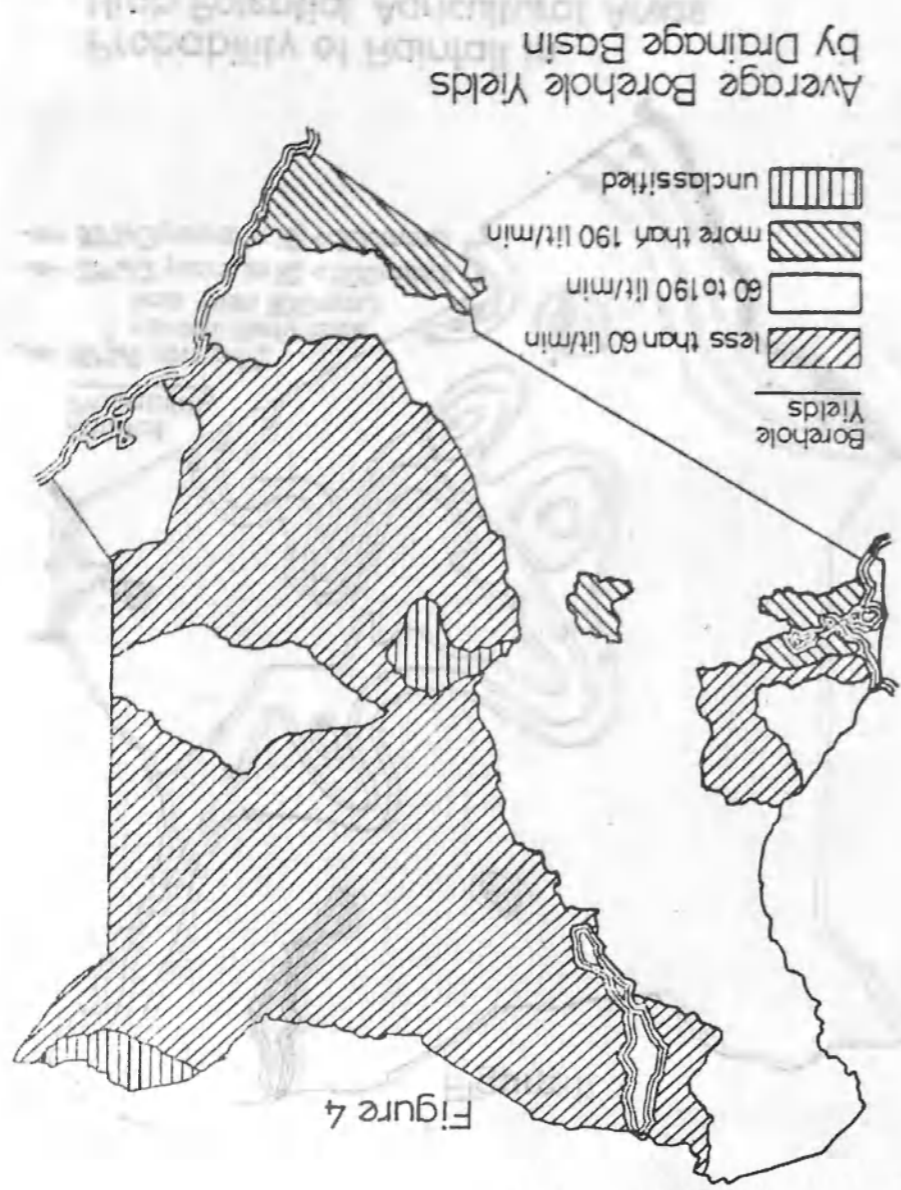 Figure 4
Borehole
Yields
less than 60 lit/min
60 to 190 lit/min
more than 190 lit/min
unclassified
Average Borehole Yields
by Drainage Basin